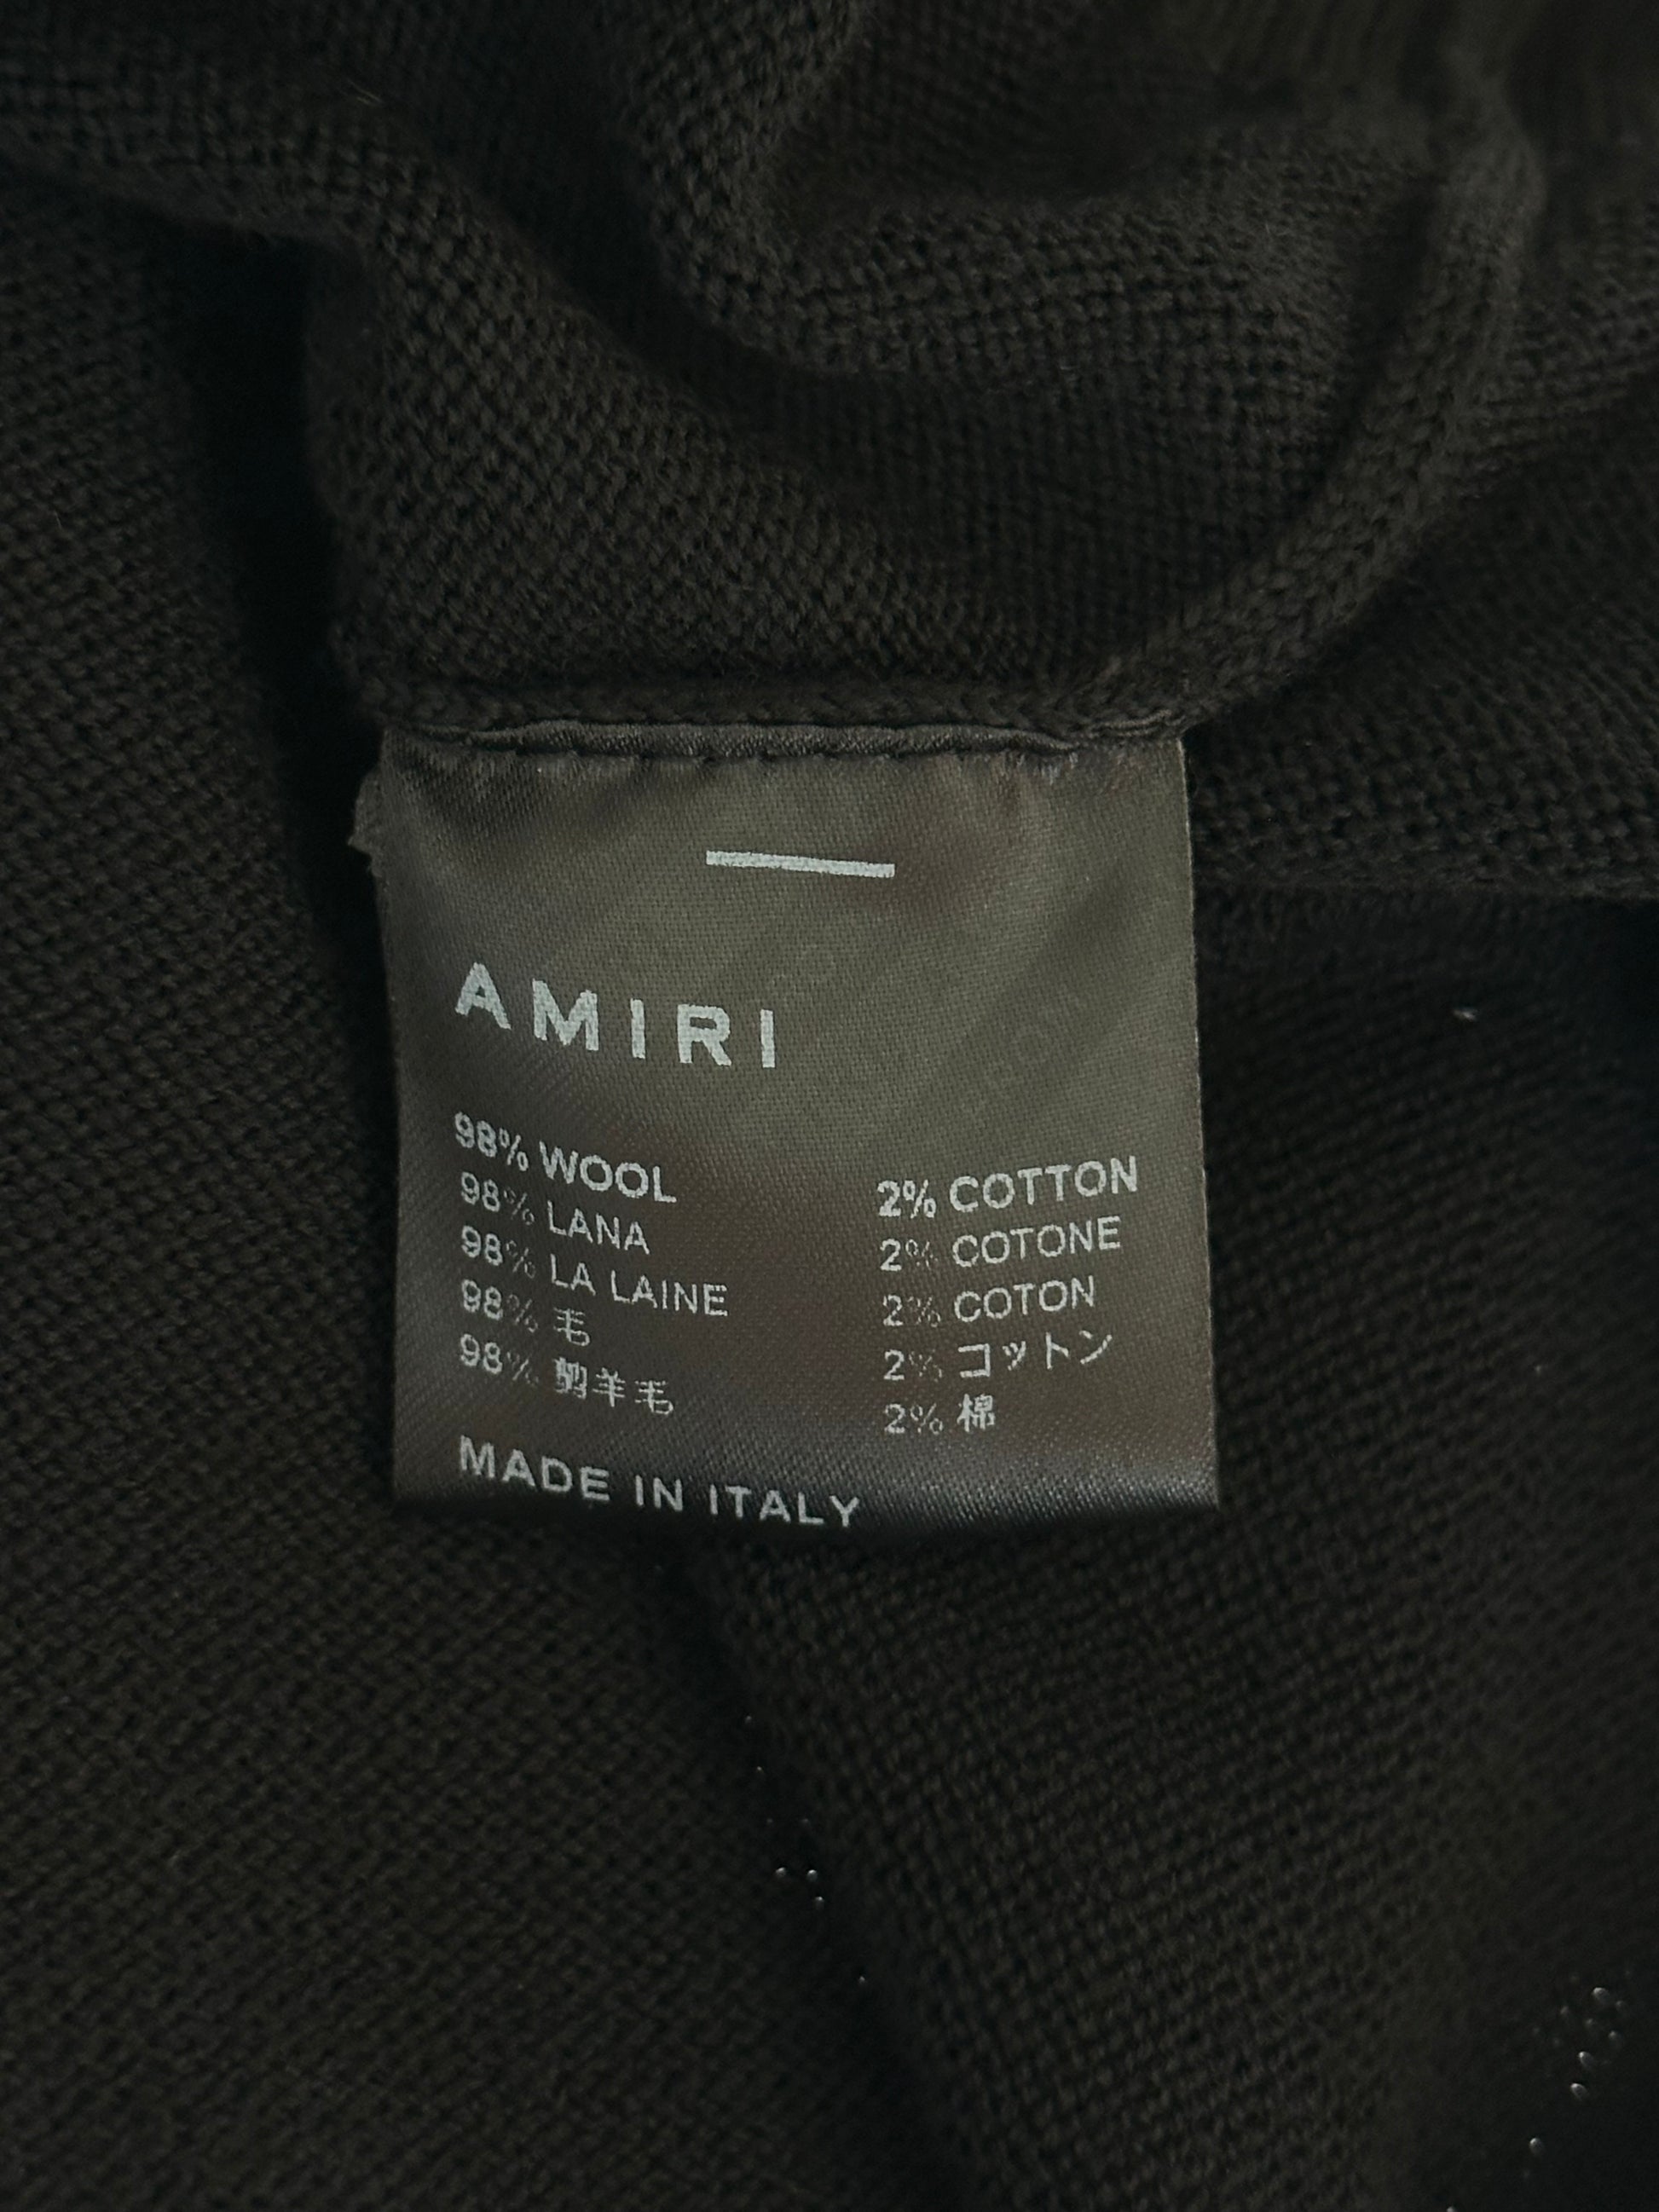 AMIRI
98% WOOL 2% COTTON
98% LANA 2% COTONE
98% LA LAINE 2% COTON
98% 毛 2% コットン
98% 剪羊毛 2% 棉
MADE IN ITALY